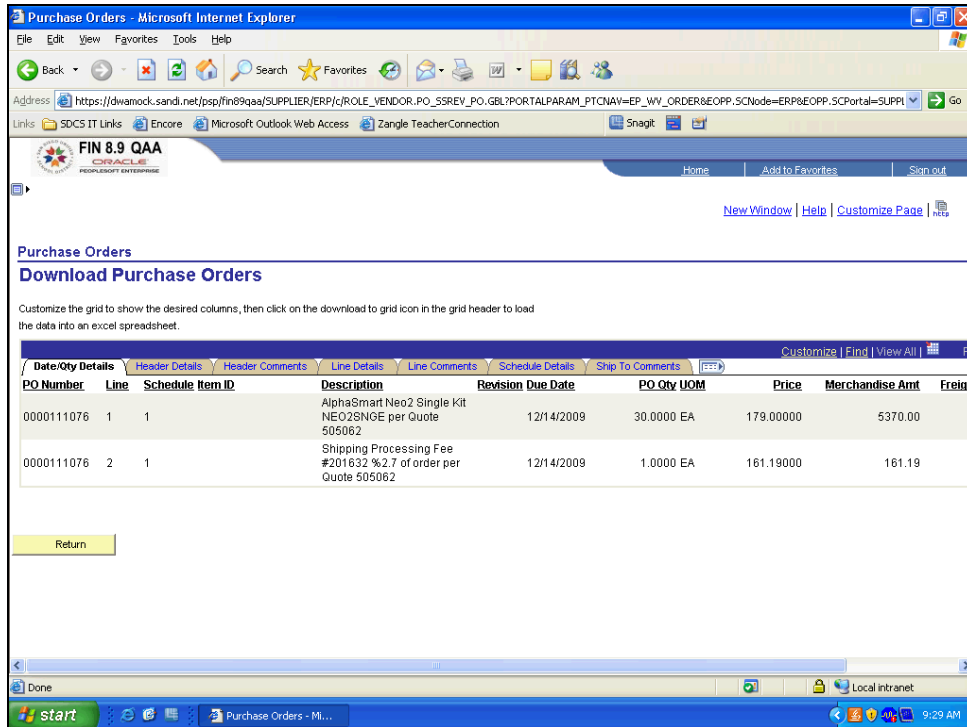 Purchase Orders - Microsoft Internet Explorer
File Edit View Favorites Tools Help
Back Search Favorites
Address https://dwamock.sandi.net/psp/fin89qaa/SUPPLIER/ERP/c/ROLE_VENDOR.PO_SSREV_PO.GBL?PORTALPARAM_PTCNAV=EP_WV_ORDER&EOPP.SCNode=ERP&EOPP.SCPortal=SUPPL Go
Links SDCS IT Links Encore Microsoft Outlook Web Access Zangle TeacherConnection Snagit
FIN 8.9 QAA
ORACLE
PEOPLESOFT ENTERPRISE
Home Add to Favorites Sign out
New Window | Help | Customize Page | http
Purchase Orders
Download Purchase Orders
Customize the grid to show the desired columns, then click on the download to grid icon in the grid header to load
the data into an excel spreadsheet.
Customize | Find | View All | F
Date/Qty Details Header Details Header Comments Line Details Line Comments Schedule Details Ship To Comments
PO Number Line Schedule Item ID Description Revision Due Date PO Qty UOM Price Merchandise Amt Freig
AlphaSmart Neo2 Single Kit
0000111076 1 1 NEO2SNGE per Quote 12/14/2009 30.0000 EA 179.00000 5370.00
505062
Shipping Processing Fee
0000111076 2 1 #201632 %2.7 of order per 12/14/2009 1.0000 EA 161.19000 161.19
Quote 505062
Return
Done Local intranet
start Purchase Orders - Mi... 9:29 AM